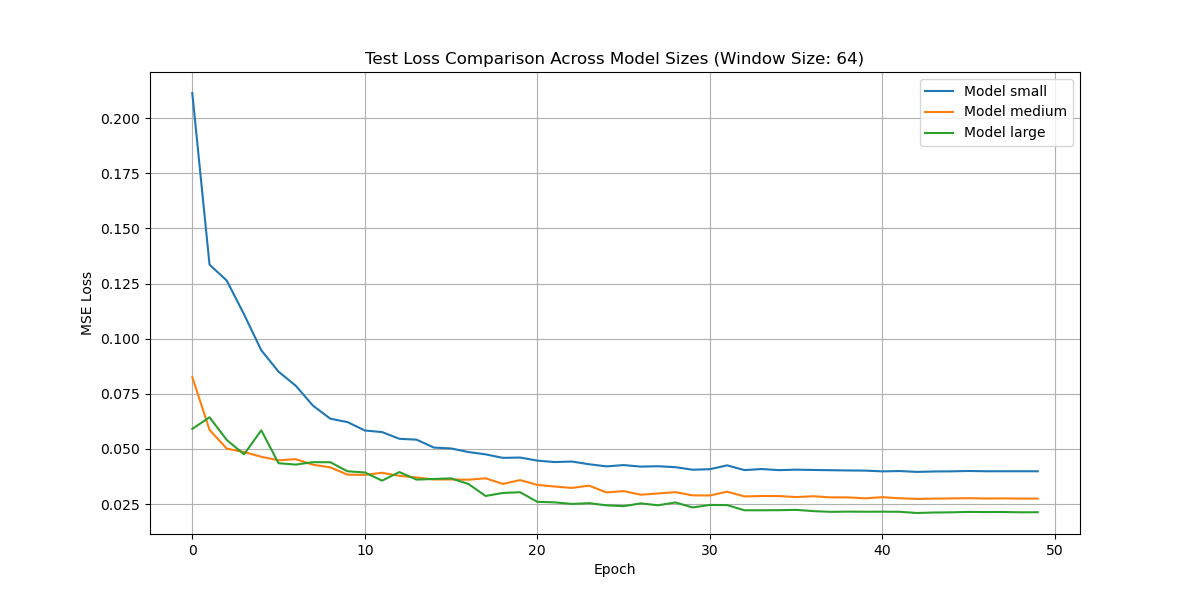 Test Loss Comparison Across Model Sizes (Window Size: 64)
Model small
Model medium
Model large
0.200
0.175
0.150
0.125
0.100
0.075
0.050
0.025
MSE Loss
0 10 20 30 40 50
Epoch